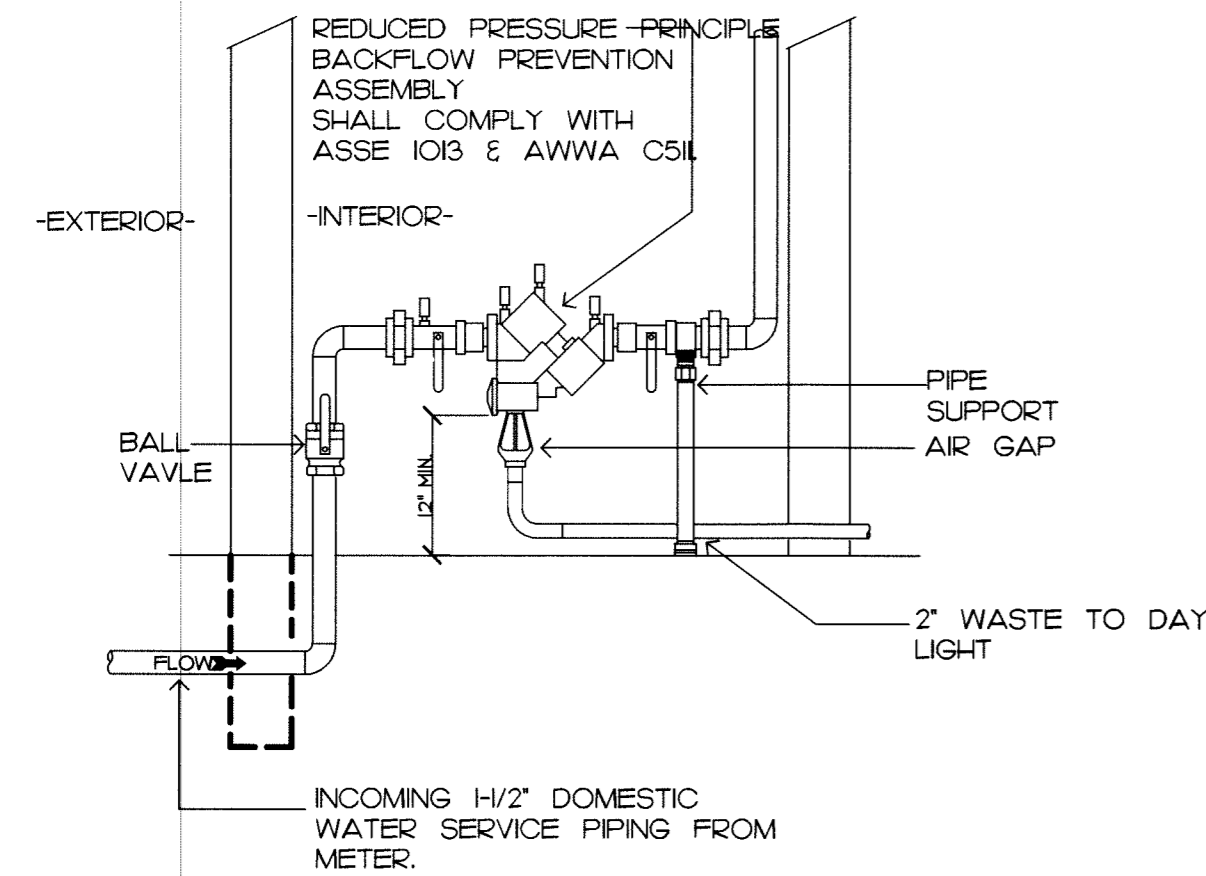 REDUCED PRESSURE PRINCIPLE
BACKFLOW PREVENTION
ASSEMBLY
SHALL COMPLY WITH
ASSE 1013 & AWWA C511.
-EXTERIOR-
-INTERIOR-
PIPE
SUPPORT
BALL
VAVLE
AIR GAP
12" MIN.
2" WASTE TO DAY
LIGHT
FLOW
INCOMING 1-1/2" DOMESTIC
WATER SERVICE PIPING FROM
METER.